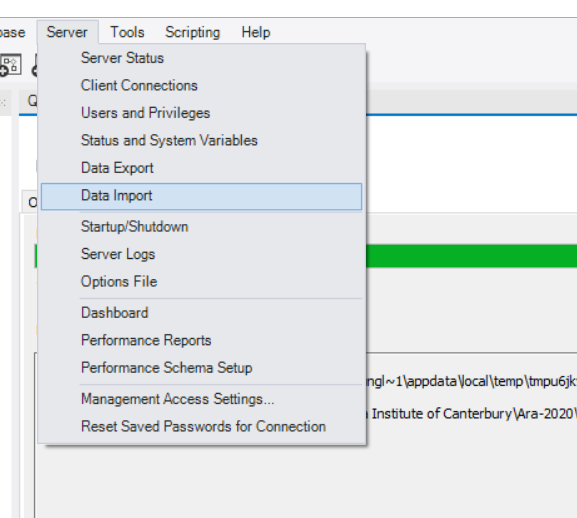 Server Tools Scripting Help
Server Status
Client Connections
Users and Privileges
Status and System Variables
Data Export
Data Import
Startup/Shutdown
Server Logs
Options File
Dashboard
Performance Reports
Performance Schema Setup
ngl~1\appdata\local\temp\tmpu6jk
Management Access Settings...
Institute of Canterbury\Ara-2020\
Reset Saved Passwords for Connection